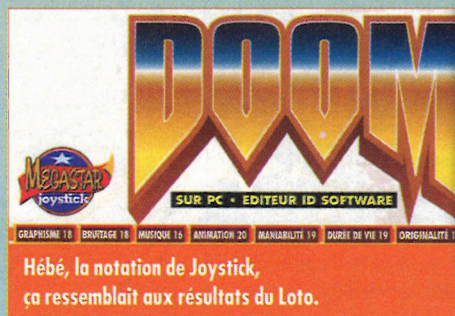 DOOM
MEGASTAR
joystick
SUR PC • EDITEUR ID SOFTWARE
GRAPHISME 18 BRUITAGE 18 MUSIQUE 16 ANIMATION 20 MANIABILITÉ 19 DURÉE DE VIE 19 ORIGINALITÉ
Hébé, la notation de Joystick,
ça ressemblait aux résultats du Loto.